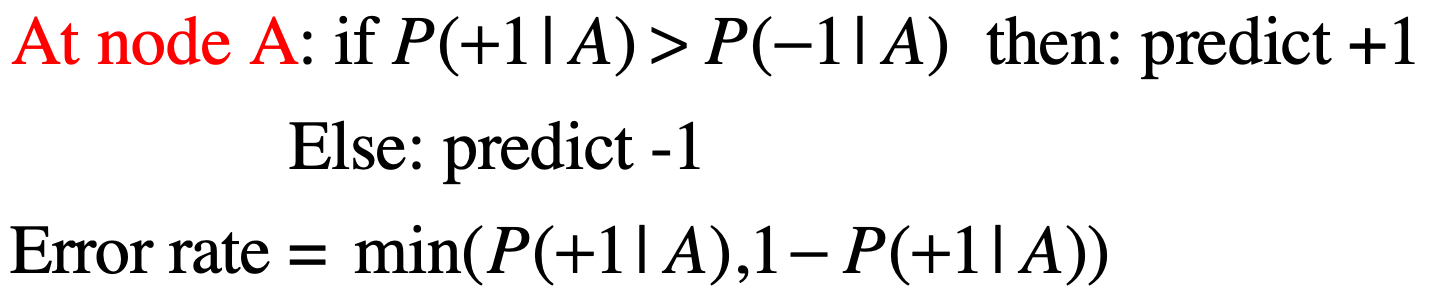 At node A: if P(+1 | A) > P(−1 | A) then: predict +1
Else: predict -1
Error rate = min(P(+1 | A),1− P(+1 | A))